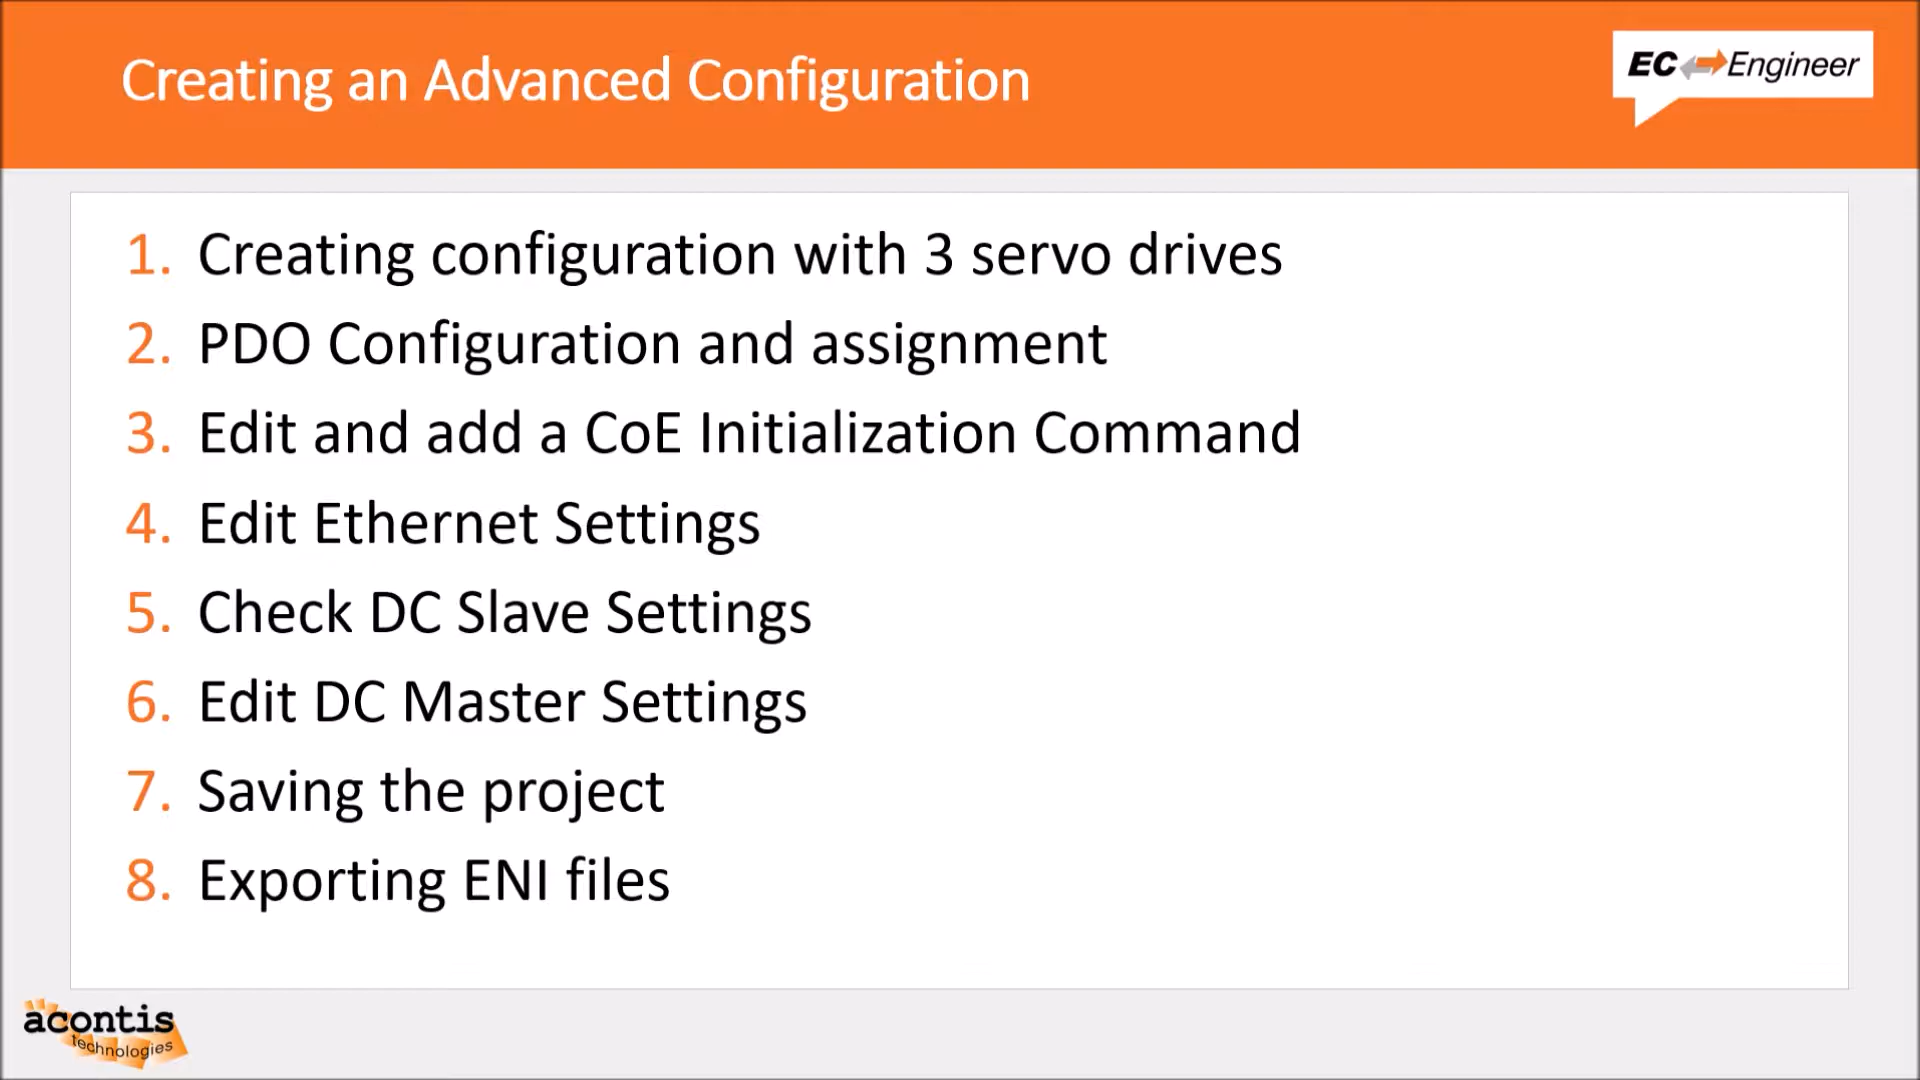 Creating an Advanced Configuration
EC Engineer
1. Creating configuration with 3 servo drives
2. PDO Configuration and assignment
3. Edit and add a CoE Initialization Command
4. Edit Ethernet Settings
5. Check DC Slave Settings
6. Edit DC Master Settings
7. Saving the project
8. Exporting ENI files
acontis
technologies